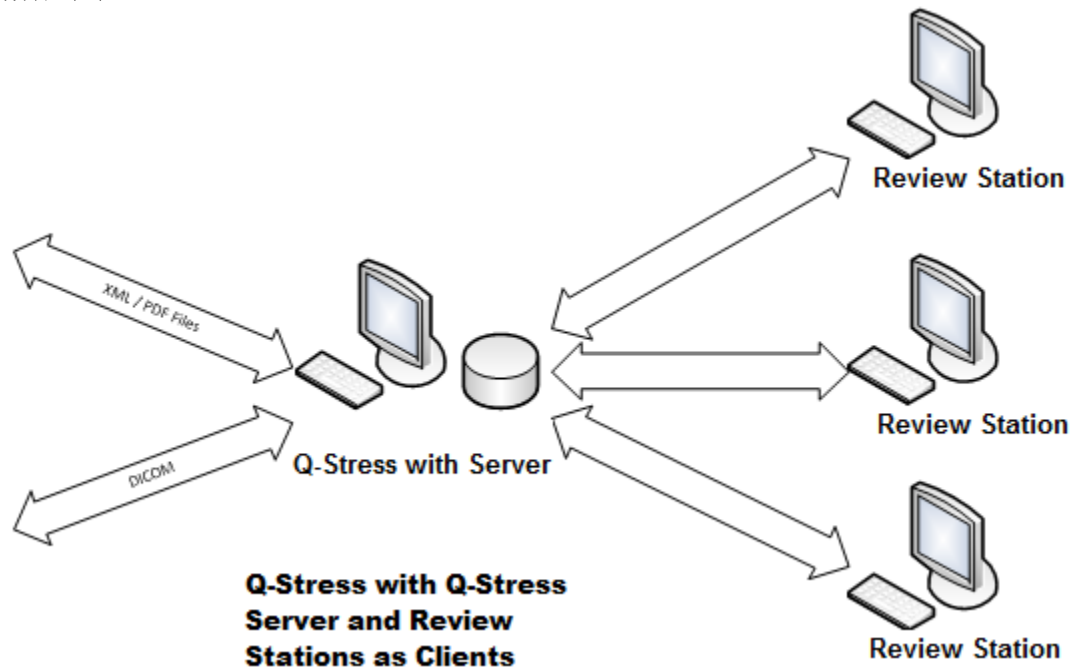 Review Station
XML / PDF Files
Review Station
Q-Stress with Server
DICOM
Q-Stress with Q-Stress
Server and Review
Stations as Clients
Review Station